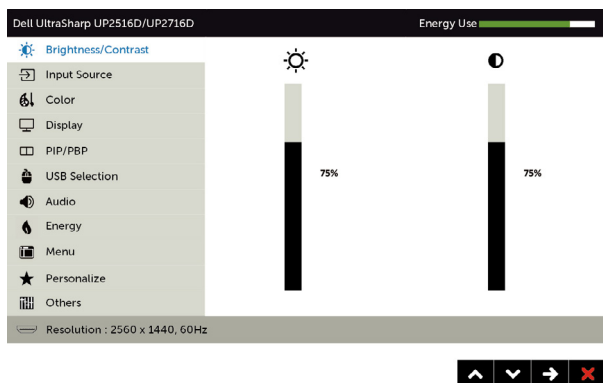 Dell UltraSharp UP2516D/UP2716D
Energy Use
Brightness/Contrast
Input Source
Color
Display
PIP/PBP
USB Selection
Audio
Energy
Menu
Personalize
Others
75%
75%
Resolution : 2560 x 1440, 60Hz